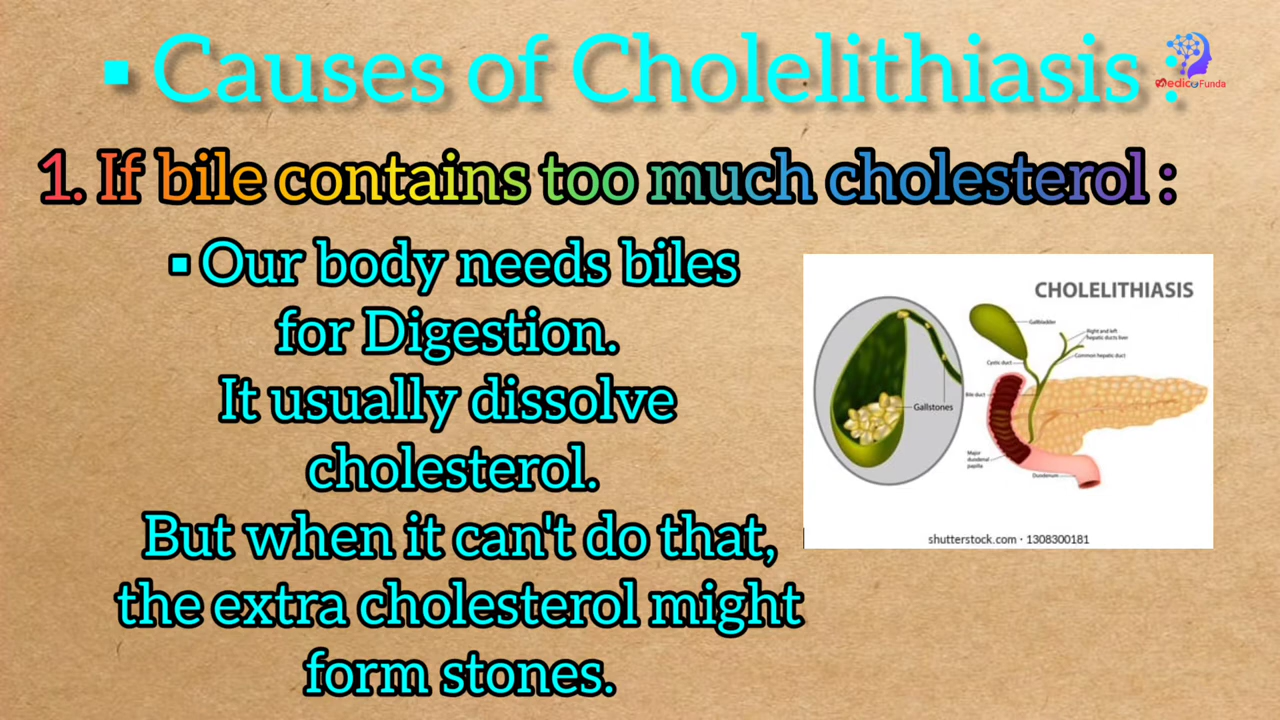 ▪ Causes of Cholelithiasis :
Medic Funda
1. If bile contains too much cholesterol :
▪ Our body needs biles
for Digestion.
It usually dissolve
cholesterol.
But when it can't do that,
the extra cholesterol might
form stones.
CHOLELITHIASIS
Gallbladder
Right and left
hepatic ducts liver
Common hepatic duct
Cystic duct
Bile duct
Gallstones
Major
duodenal
papilla
Duodenum
shutterstock.com · 1308300181